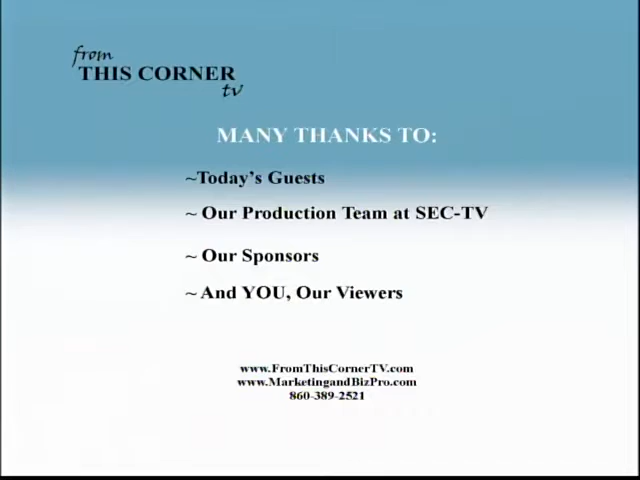 from
THIS CORNER
tv
MANY THANKS TO:
~Today's Guests
~ Our Production Team at SEC-TV
~ Our Sponsors
~ And YOU, Our Viewers
www.FromThisCornerTV.com
www.MarketingandBizPro.com
860-389-2521